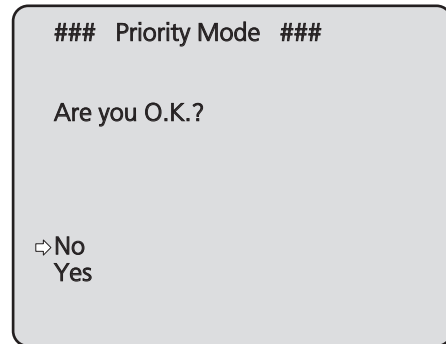 ### Priority Mode ###
Are you O.K.?
⇨No
Yes